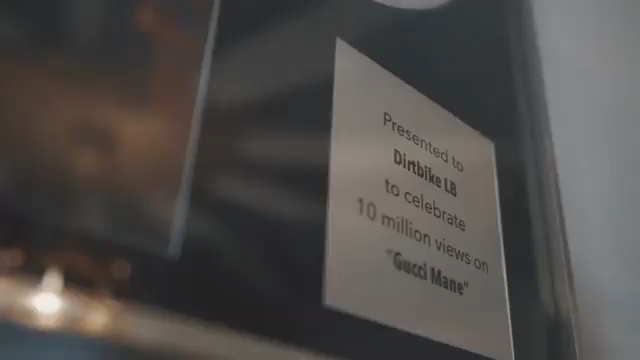 Presented to
Dirtbike LB
to celebrate
10 million views on
"Gucci Mane"